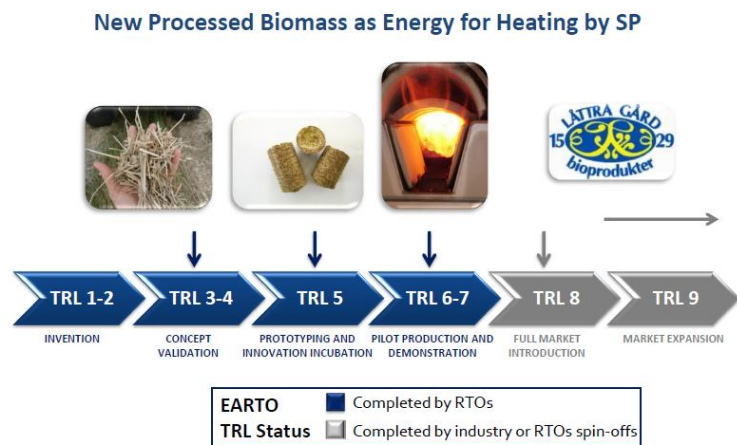 New Processed Biomass as Energy for Heating by SP
LÄTTRA GÅRD
15 29
bioprodukter
TRL 1-2
TRL 3-4
TRL 5
TRL 6-7
TRL 8
TRL 9
INVENTION
CONCEPT
VALIDATION
PROTOTYPING AND
INNOVATION INCUBATION
PILOT PRODUCTION AND
DEMONSTRATION
FULL MARKET
INTRODUCTION
MARKET EXPANSION
EARTO
TRL Status
Completed by RTOs
Completed by industry or RTOs spin-offs